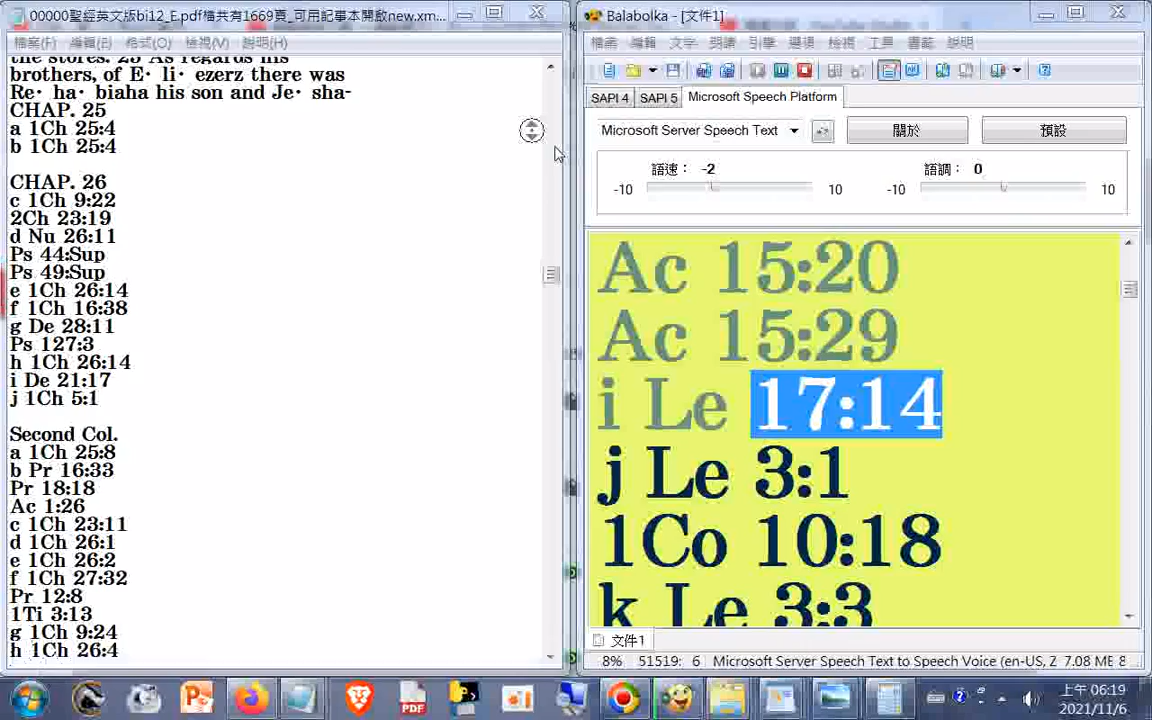 00000聖經英文版bi12_E.pdf檔共有1669頁_可用記事本開啟new.xm...
檔案(F) 編輯(E) 格式(O) 檢視(V) 說明(H)
the stores. 25 As regards his
brothers, of E· li· ezerz there was
Re· ha· biaha his son and Je· sha-
CHAP. 25
a 1Ch 25:4
b 1Ch 25:4
CHAP. 26
c 1Ch 9:22
2Ch 23:19
d Nu 26:11
Ps 44:Sup
Ps 49:Sup
e 1Ch 26:14
f 1Ch 16:38
g De 28:11
Ps 127:3
h 1Ch 26:14
i De 21:17
j 1Ch 5:1
Second Col.
a 1Ch 25:8
b Pr 16:33
Pr 18:18
Ac 1:26
c 1Ch 23:11
d 1Ch 26:1
e 1Ch 26:2
f 1Ch 27:32
Pr 12:8
1Ti 3:13
g 1Ch 9:24
h 1Ch 26:4
Balabolka - [文件1]
檔案 編輯 文字 朗讀 引擎 選項 檢視 工具 書籤 說明
SAPI 4 SAPI 5 Microsoft Speech Platform
Microsoft Server Speech Text 關於 預設
語速： -2 語調： 0
-10 10 -10 10
Ac 15:20
Ac 15:29
i Le 17:14
j Le 3:1
1Co 10:18
k Le 3:3
文件1
8% 51519: 6 Microsoft Server Speech Text to Speech Voice (en-US, Z 7.08 MB 8
PDF
上午 06:19
2021/11/6